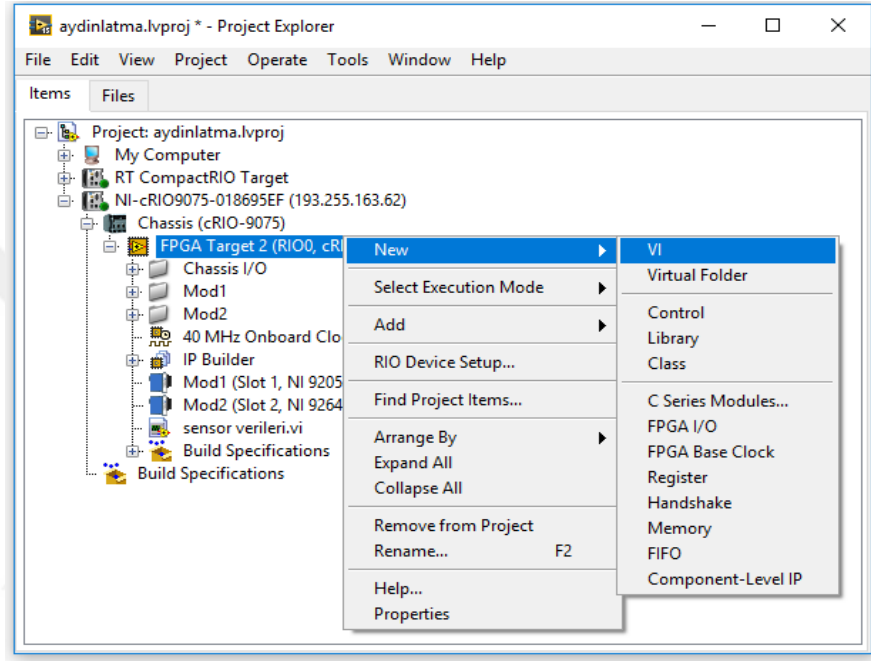 aydinlatma.lvproj * - Project Explorer
File Edit View Project Operate Tools Window Help
Items Files
Project: aydinlatma.lvproj
My Computer
RT CompactRIO Target
NI-cRIO9075-018695EF (193.255.163.62)
Chassis (cRIO-9075)
FPGA Target 2 (RIO0, cRI
Chassis I/O
Mod1
Mod2
40 MHz Onboard Clo
IP Builder
Mod1 (Slot 1, NI 9205
Mod2 (Slot 2, NI 9264
sensor verileri.vi
Build Specifications
Build Specifications
New
Select Execution Mode
Add
RIO Device Setup...
Find Project Items...
Arrange By
Expand All
Collapse All
Remove from Project
Rename... F2
Help...
Properties
VI
Virtual Folder
Control
Library
Class
C Series Modules...
FPGA I/O
FPGA Base Clock
Register
Handshake
Memory
FIFO
Component-Level IP